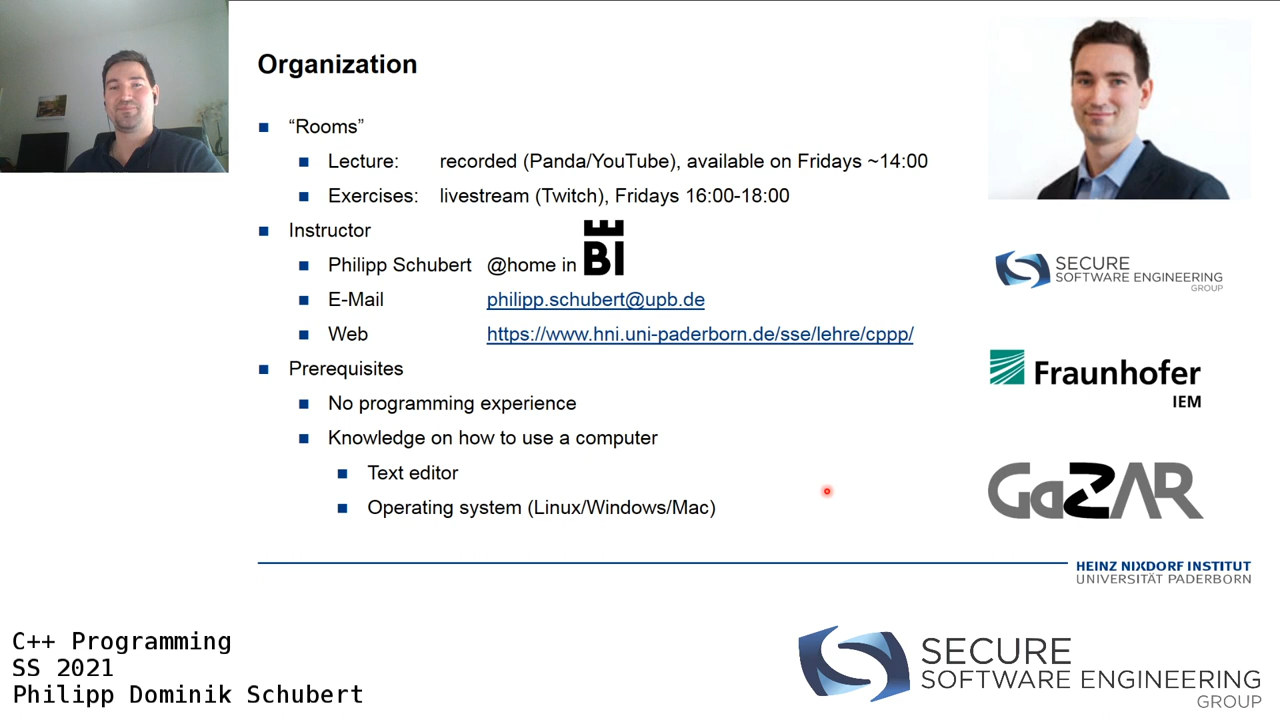 Organization
“Rooms”
Lecture: recorded (Panda/YouTube), available on Fridays ~14:00
Exercises: livestream (Twitch), Fridays 16:00-18:00
Instructor
Philipp Schubert @home in BI
E-Mail philipp.schubert@upb.de
Web https://www.hni.uni-paderborn.de/sse/lehre/cppp/
Prerequisites
No programming experience
Knowledge on how to use a computer
Text editor
Operating system (Linux/Windows/Mac)
SECURE
SOFTWARE ENGINEERING
GROUP
Fraunhofer
IEM
GaZAR
HEINZ NIXDORF INSTITUT
UNIVERSITÄT PADERBORN
C++ Programming
SS 2021
Philipp Dominik Schubert
SECURE
SOFTWARE ENGINEERING
GROUP